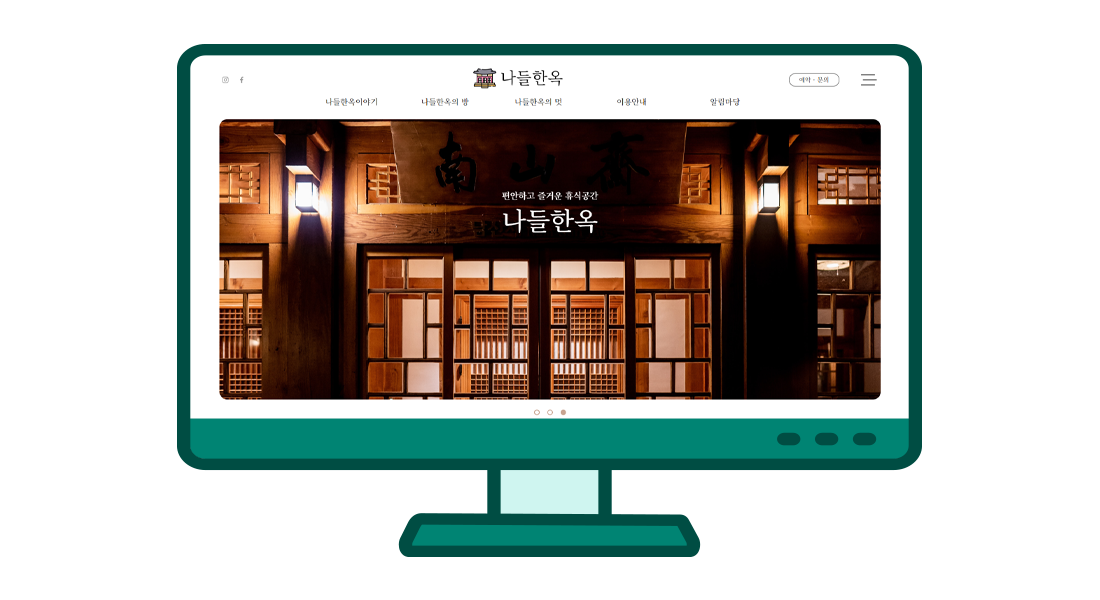 나들한옥
예약 · 문의
나들한옥이야기 나들한옥의 방 나들한옥의 멋 이용안내 알림마당
南山斋
편안하고 즐거운 휴식공간
나들한옥